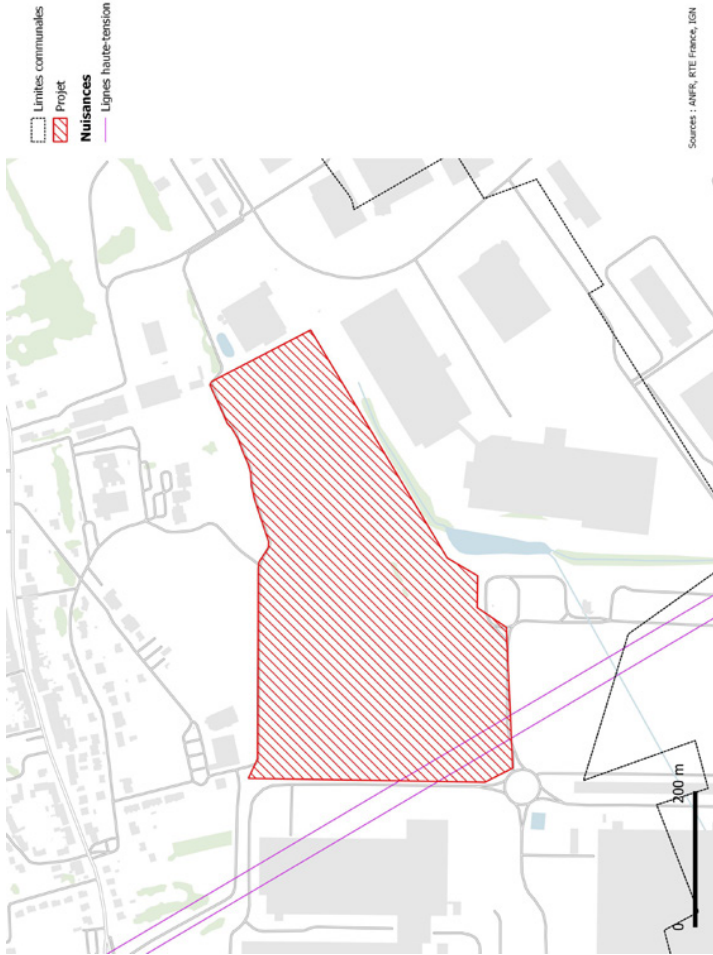 Limites communales
Projet
Nuisances
Lignes haute-tension
Sources : ANFR, RTE France, IGN
0
200 m